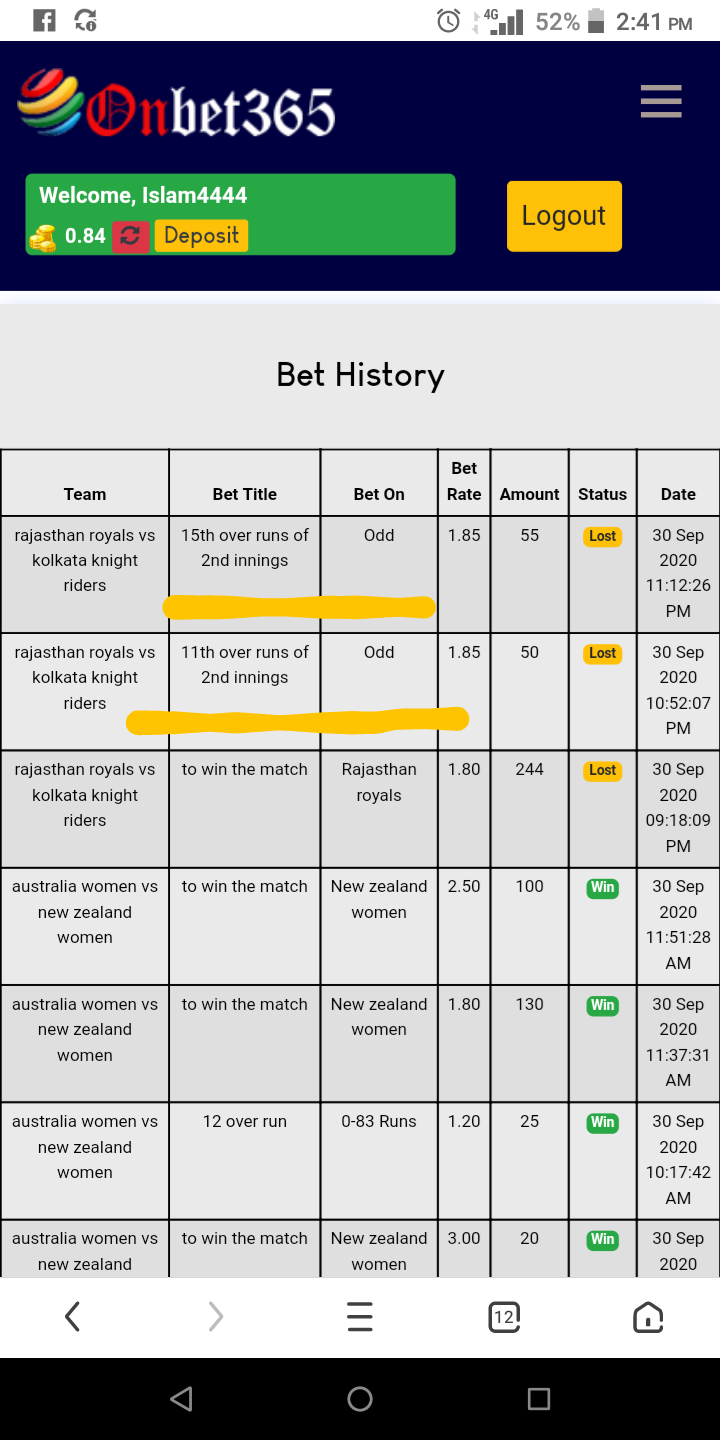 4G 52% 2:41 PM
Onbet365
Welcome, Islam4444
0.84 Deposit
Logout
Bet History
Team Bet Title Bet On Bet Rate Amount Status Date
rajasthan royals vs 15th over runs of Odd 1.85 55 Lost 30 Sep
kolkata knight 2nd innings 2020
riders 11:12:26
PM
rajasthan royals vs 11th over runs of Odd 1.85 50 Lost 30 Sep
kolkata knight 2nd innings 2020
riders 10:52:07
PM
rajasthan royals vs to win the match Rajasthan 1.80 244 Lost 30 Sep
kolkata knight royals 2020
riders 09:18:09
PM
australia women vs to win the match New zealand 2.50 100 Win 30 Sep
new zealand women 2020
women 11:51:28
AM
australia women vs to win the match New zealand 1.80 130 Win 30 Sep
new zealand women 2020
women 11:37:31
AM
australia women vs 12 over run 0-83 Runs 1.20 25 Win 30 Sep
new zealand 2020
women 10:17:42
AM
australia women vs to win the match New zealand 3.00 20 Win 30 Sep
new zealand women 2020
12